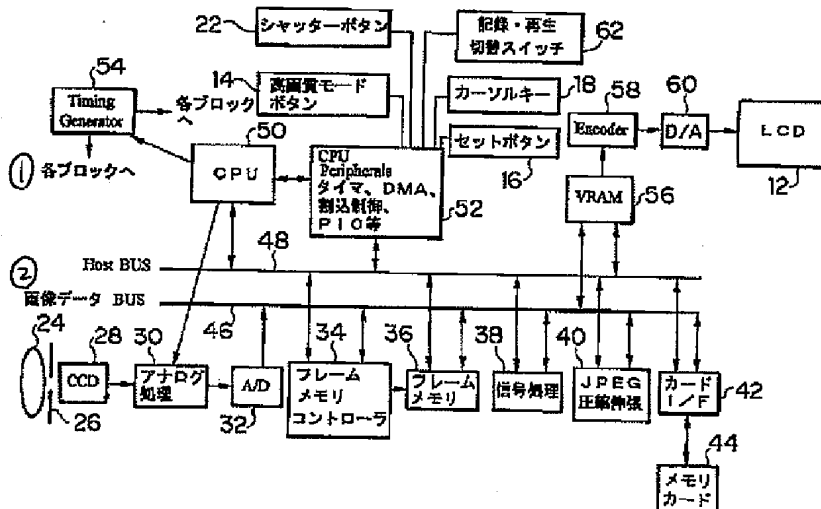 22
シャッターボタン
記録・再生
切替スイッチ
62
54
Timing
Generator
各ブロック
へ
14
高画質モード
ボタン
カーソルキー
18
58
60
Encoder
D/A
LCD
12
50
CPU
CPU
Peripherals
タイマ、DMA、
割込制御、
PIO等
52
セットボタン
16
① 各ブロックへ
VRAM
56
②
Host BUS
48
画像データ BUS
46
24
28
CCD
26
30
アナログ
処理
A/D
32
34
フレーム
メモリ
コントローラ
36
フレーム
メモリ
38
信号処理
40
JPEG
圧縮伸張
カード
I/F
42
44
メモリ
カード